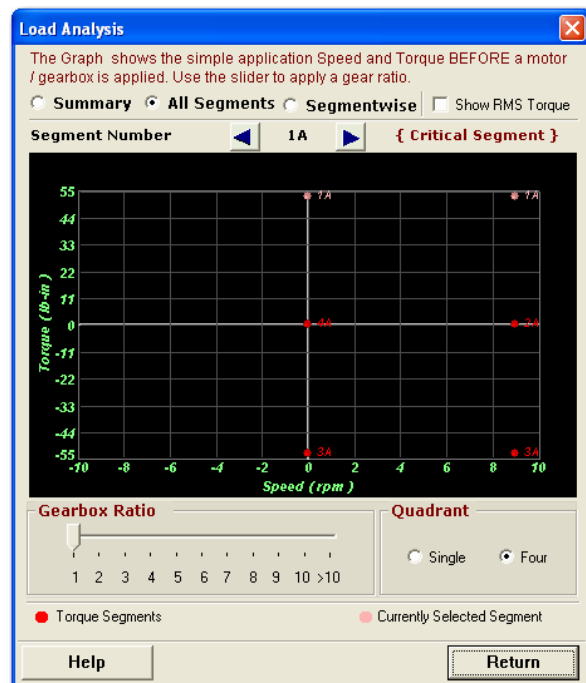 Load Analysis
The Graph shows the simple application Speed and Torque BEFORE a motor
/ gearbox is applied. Use the slider to apply a gear ratio.
Summary All Segments Segmentwise Show RMS Torque
Segment Number 1A { Critical Segment }
55 1A 1A
44
33
22
11
0 4A 2A
-11
-22
-33
-44
-55 3A 3A
Torque ( lb-in )
-10 -8 -6 -4 -2 0 2 4 6 8 10
Speed ( rpm )
Gearbox Ratio Quadrant
Single Four
1 2 3 4 5 6 7 8 9 10 >10
Torque Segments Currently Selected Segment
Help Return